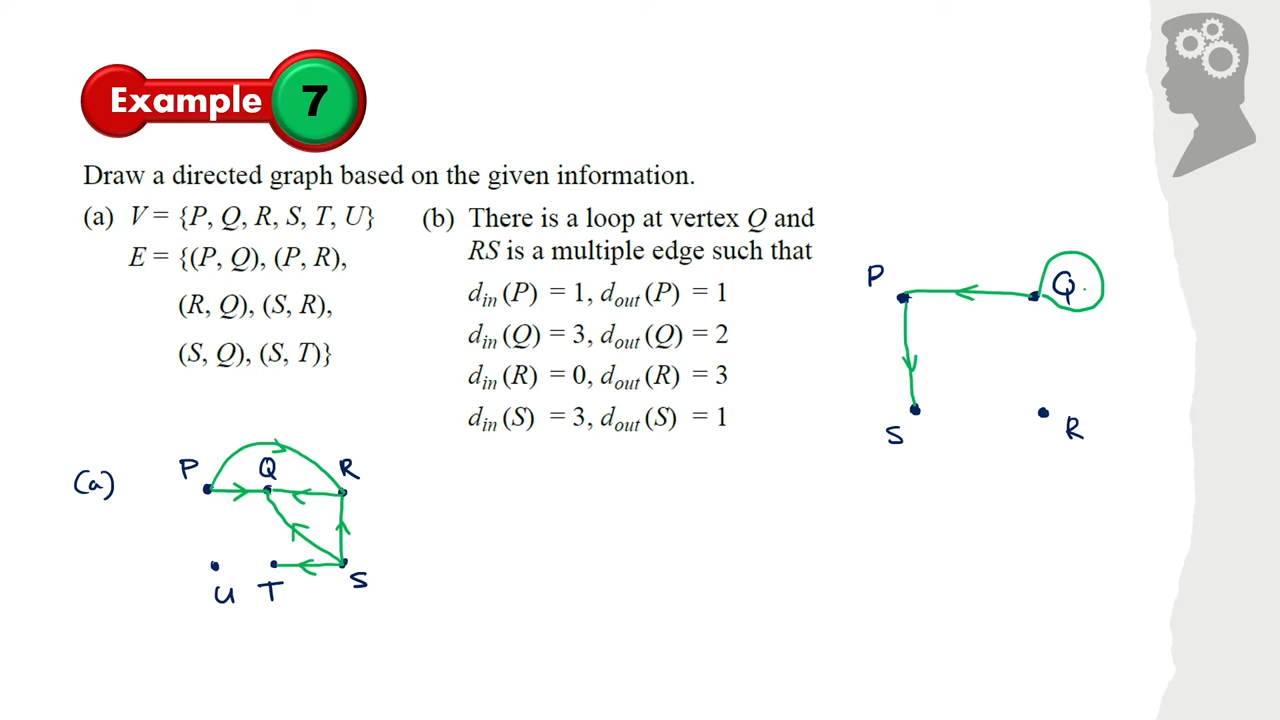 Example 7
Draw a directed graph based on the given information.
(a) V = {P, Q, R, S, T, U}
E = {(P, Q), (P, R),
(R, Q), (S, R),
(S, Q), (S, T)}
(b) There is a loop at vertex Q and
RS is a multiple edge such that
d_in (P) = 1, d_out (P) = 1
d_in (Q) = 3, d_out (Q) = 2
d_in (R) = 0, d_out (R) = 3
d_in (S) = 3, d_out (S) = 1
P Q
S R
(a) P Q R
U T S